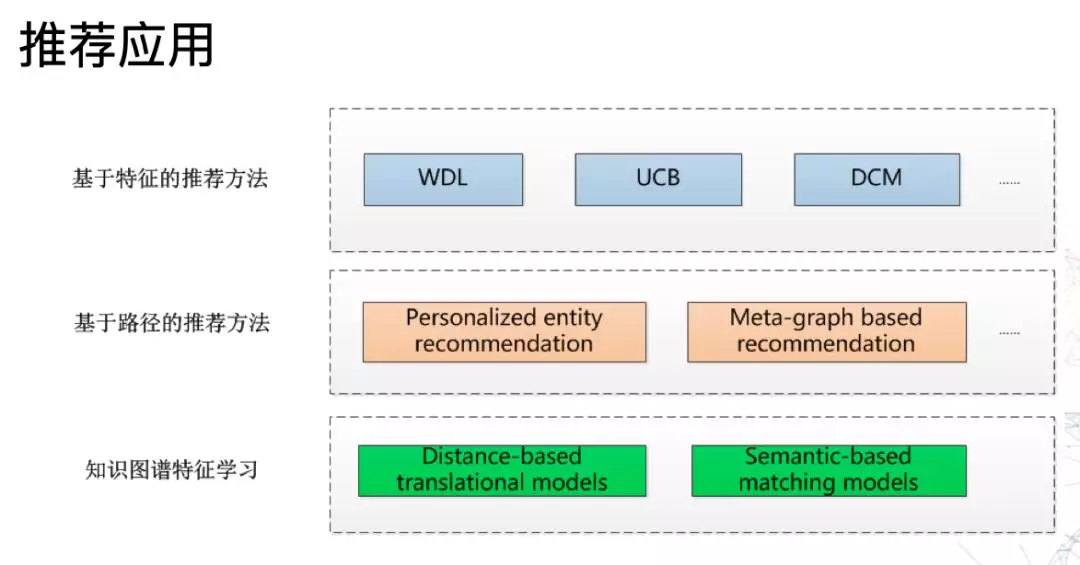 推荐应用
基于特征的推荐方法
WDL
UCB
DCM
......
基于路径的推荐方法
Personalized entity
recommendation
Meta-graph based
recommendation
......
知识图谱特征学习
Distance-based
translational models
Semantic-based
matching models